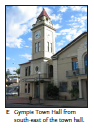 E Gympie Town Hall from
south-east of the town hall.